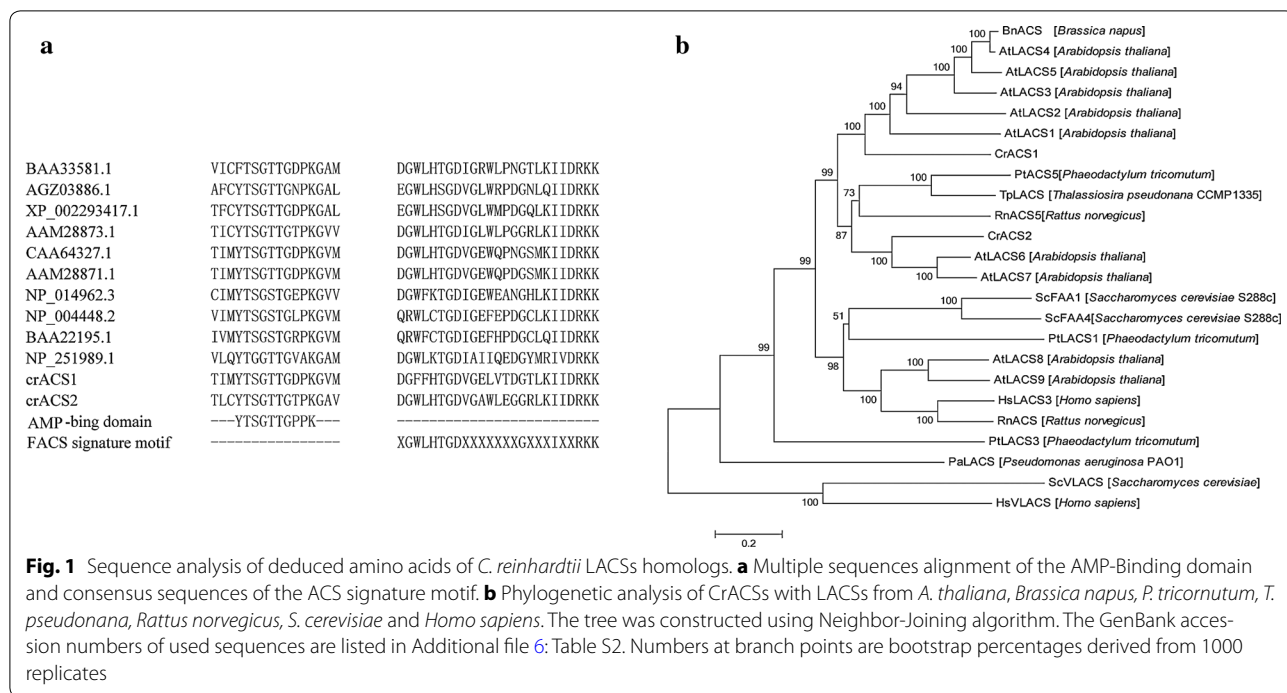 a
BAA33581.1 VICFTSGTTGDPKGAM DGWLHTGDIGRWLPNGTLKIIDRKK
AGZ03886.1 AFCYTSGTTGNPKGAL EGWLHSGDVGLWRPDGNLQIIDRKK
XP_002293417.1 TFCYTSGTTGDPKGAL EGWLHSGDVGLWMPDGQLKIIDRKK
AAM28873.1 TICYTSGTTGTPKGVV DGWLHTGDIGLWLPGGRLKIIDRKK
CAA64327.1 TIMYTSGTTGDPKGVM DGWLHTGDVGEWQPNGSMKIIDRKK
AAM28871.1 TIMYTSGTTGDPKGVM DGWLHTGDVGEWQPDGSMKIIDRKK
NP_014962.3 CIMYTSGSTGEPKGVV DGWFKTGDIGEWEANGHLKIIDRKK
NP_004448.2 VIMYTSGSTGLPKGVM QRWLCTGDIGEFEPDGCLKIIDRKK
BAA22195.1 IVMYTSGSTGRPKGVM QRWFCTGDIGEFHPDGCLQIIDRKK
NP_251989.1 VLQYTGGTTGVAKGAM DGWLKTGDIAIIQEDGYMRIVDRKK
crACS1 TIMYTSGTTGDPKGVM DGFFHTGDVGELVTDGTLKIIDRKK
crACS2 TLCYTSGTTGTPKGAV DGWLHTGDVGAWLEGGRLKIIDRKK
AMP-bing domain ---YTSGTTGPPK--- -------------------------
FACS signature motif ---------------- XGWLHTGDXXXXXXXGXXXIXXRKK
b
100 BnACS [Brassica napus]
100 AtLACS4 [Arabidopsis thaliana]
100 AtLACS5 [Arabidopsis thaliana]
94 AtLACS3 [Arabidopsis thaliana]
100 AtLACS2 [Arabidopsis thaliana]
100 AtLACS1 [Arabidopsis thaliana]
CrACS1
99 100 PtACS5 [Phaeodactylum tricomutum]
73 TpLACS [Thalassiosira pseudonana CCMP1335]
87 RnACS5[Rattus norvegicus]
CrACS2
99 100 AtLACS6 [Arabidopsis thaliana]
100 AtLACS7 [Arabidopsis thaliana]
100 ScFAA1 [Saccharomyces cerevisiae S288c]
51 ScFAA4[Saccharomyces cerevisiae S288c]
99 PtLACS1 [Phaeodactylum tricomutum]
98 100 AtLACS8 [Arabidopsis thaliana]
AtLACS9 [Arabidopsis thaliana]
100 HsLACS3 [Homo sapiens]
100 RnACS [Rattus norvegicus]
PtLACS3 [Phaeodactylum tricomutum]
PaLACS [Pseudomonas aeruginosa PAO1]
ScVLACS [Saccharomyces cerevisiae]
100 HsVLACS [Homo sapiens]
0.2
Fig. 1 Sequence analysis of deduced amino acids of C. reinhardtii LACSs homologs. a Multiple sequences alignment of the AMP-Binding domain
and consensus sequences of the ACS signature motif. b Phylogenetic analysis of CrACSs with LACSs from A. thaliana, Brassica napus, P. tricornutum, T.
pseudonana, Rattus norvegicus, S. cerevisiae and Homo sapiens. The tree was constructed using Neighbor-Joining algorithm. The GenBank acces-
sion numbers of used sequences are listed in Additional file 6: Table S2. Numbers at branch points are bootstrap percentages derived from 1000
replicates